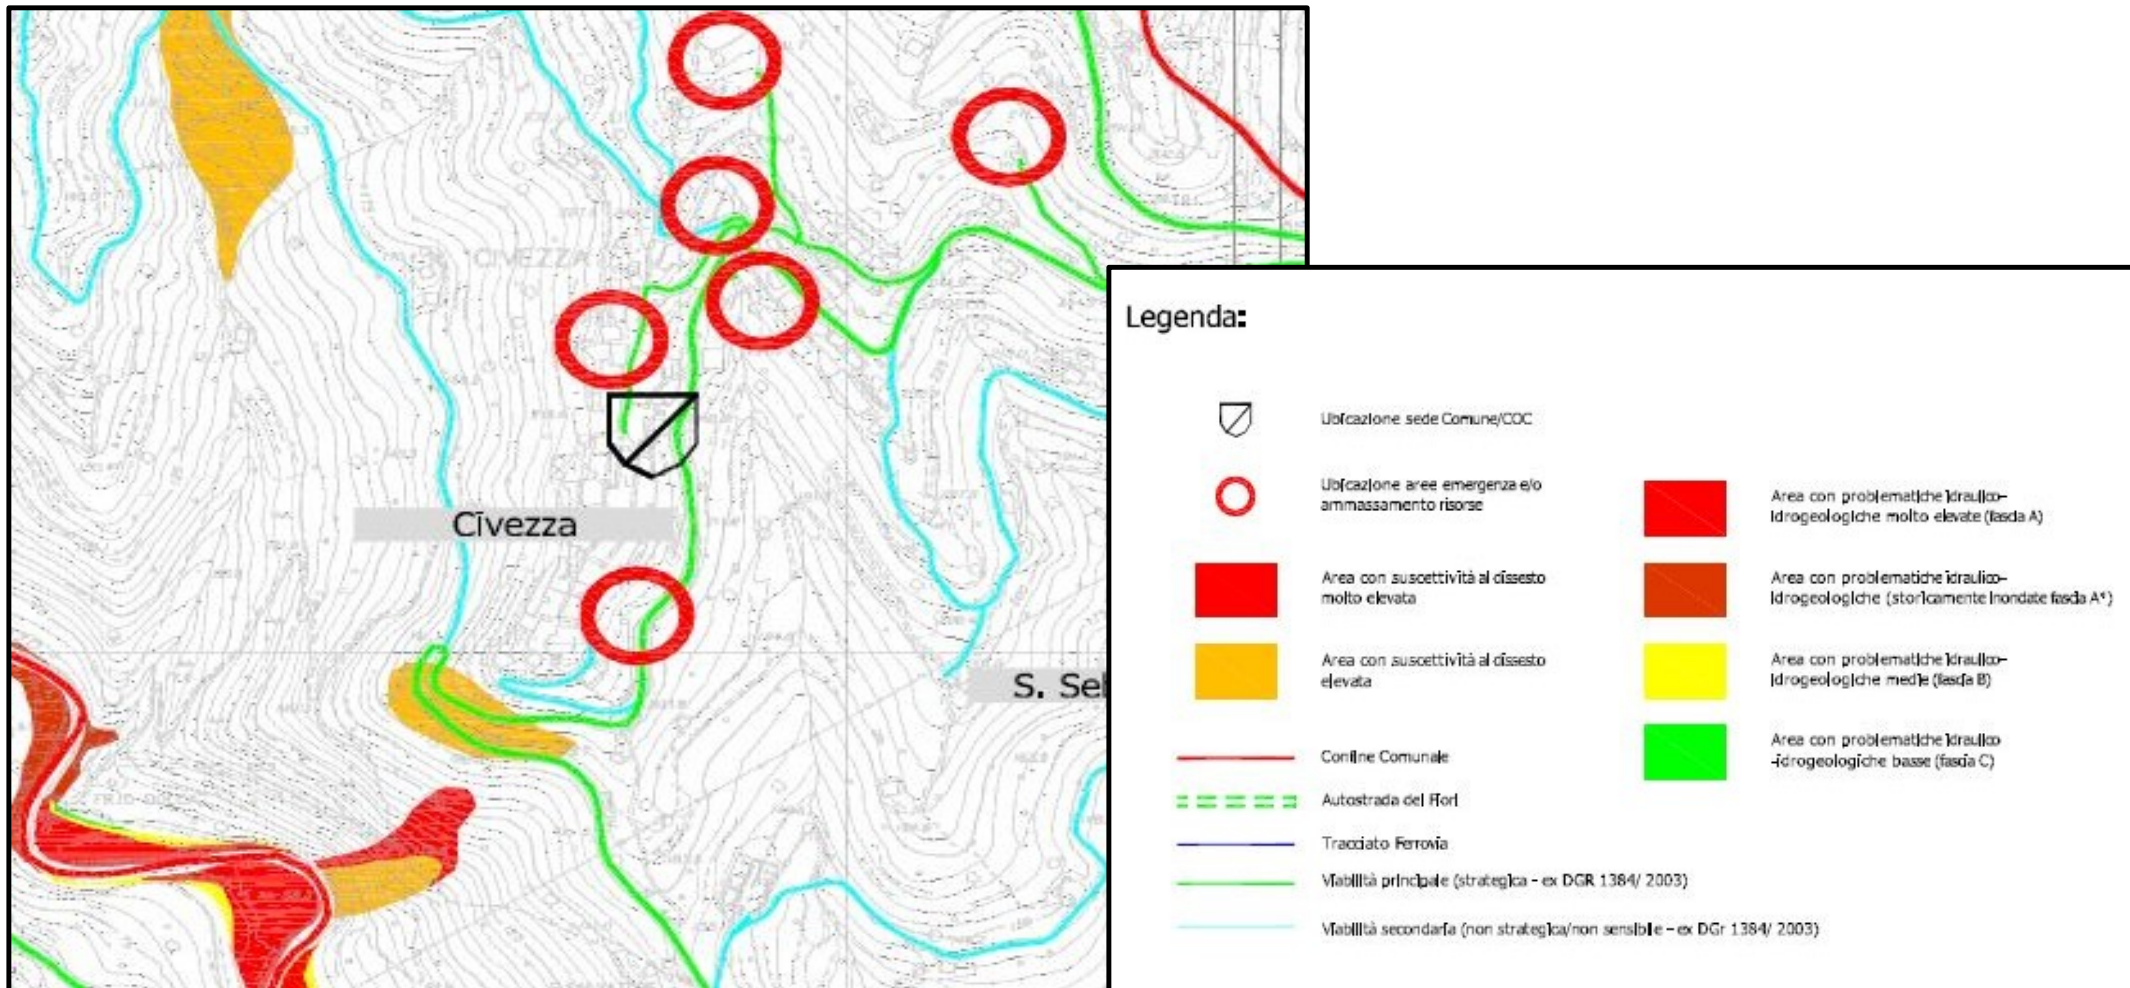 CIVEZZA
Civezza
S. Sel
Legenda:
Ubicazione sede Comune/COC
Ubicazione aree emergenza e/o
ammassamento risorse
Area con suscettività al dissesto
molto elevata
Area con suscettività al dissesto
elevata
Confine Comunale
Autostrada dei Fiori
Tracciato Ferrovia
Viabilità principale (strategica - ex DGR 1384/ 2003)
Viabilità secondaria (non strategica/non sensibile - ex DGr 1384/ 2003)
Area con problematiche idraulico-
idrogeologiche molto elevate (fascia A)
Area con problematiche idraulico-
idrogeologiche (storicamente inondate fascia A*)
Area con problematiche idraulico-
idrogeologiche medie (fascia B)
Area con problematiche idraulico
-idrogeologiche basse (fascia C)